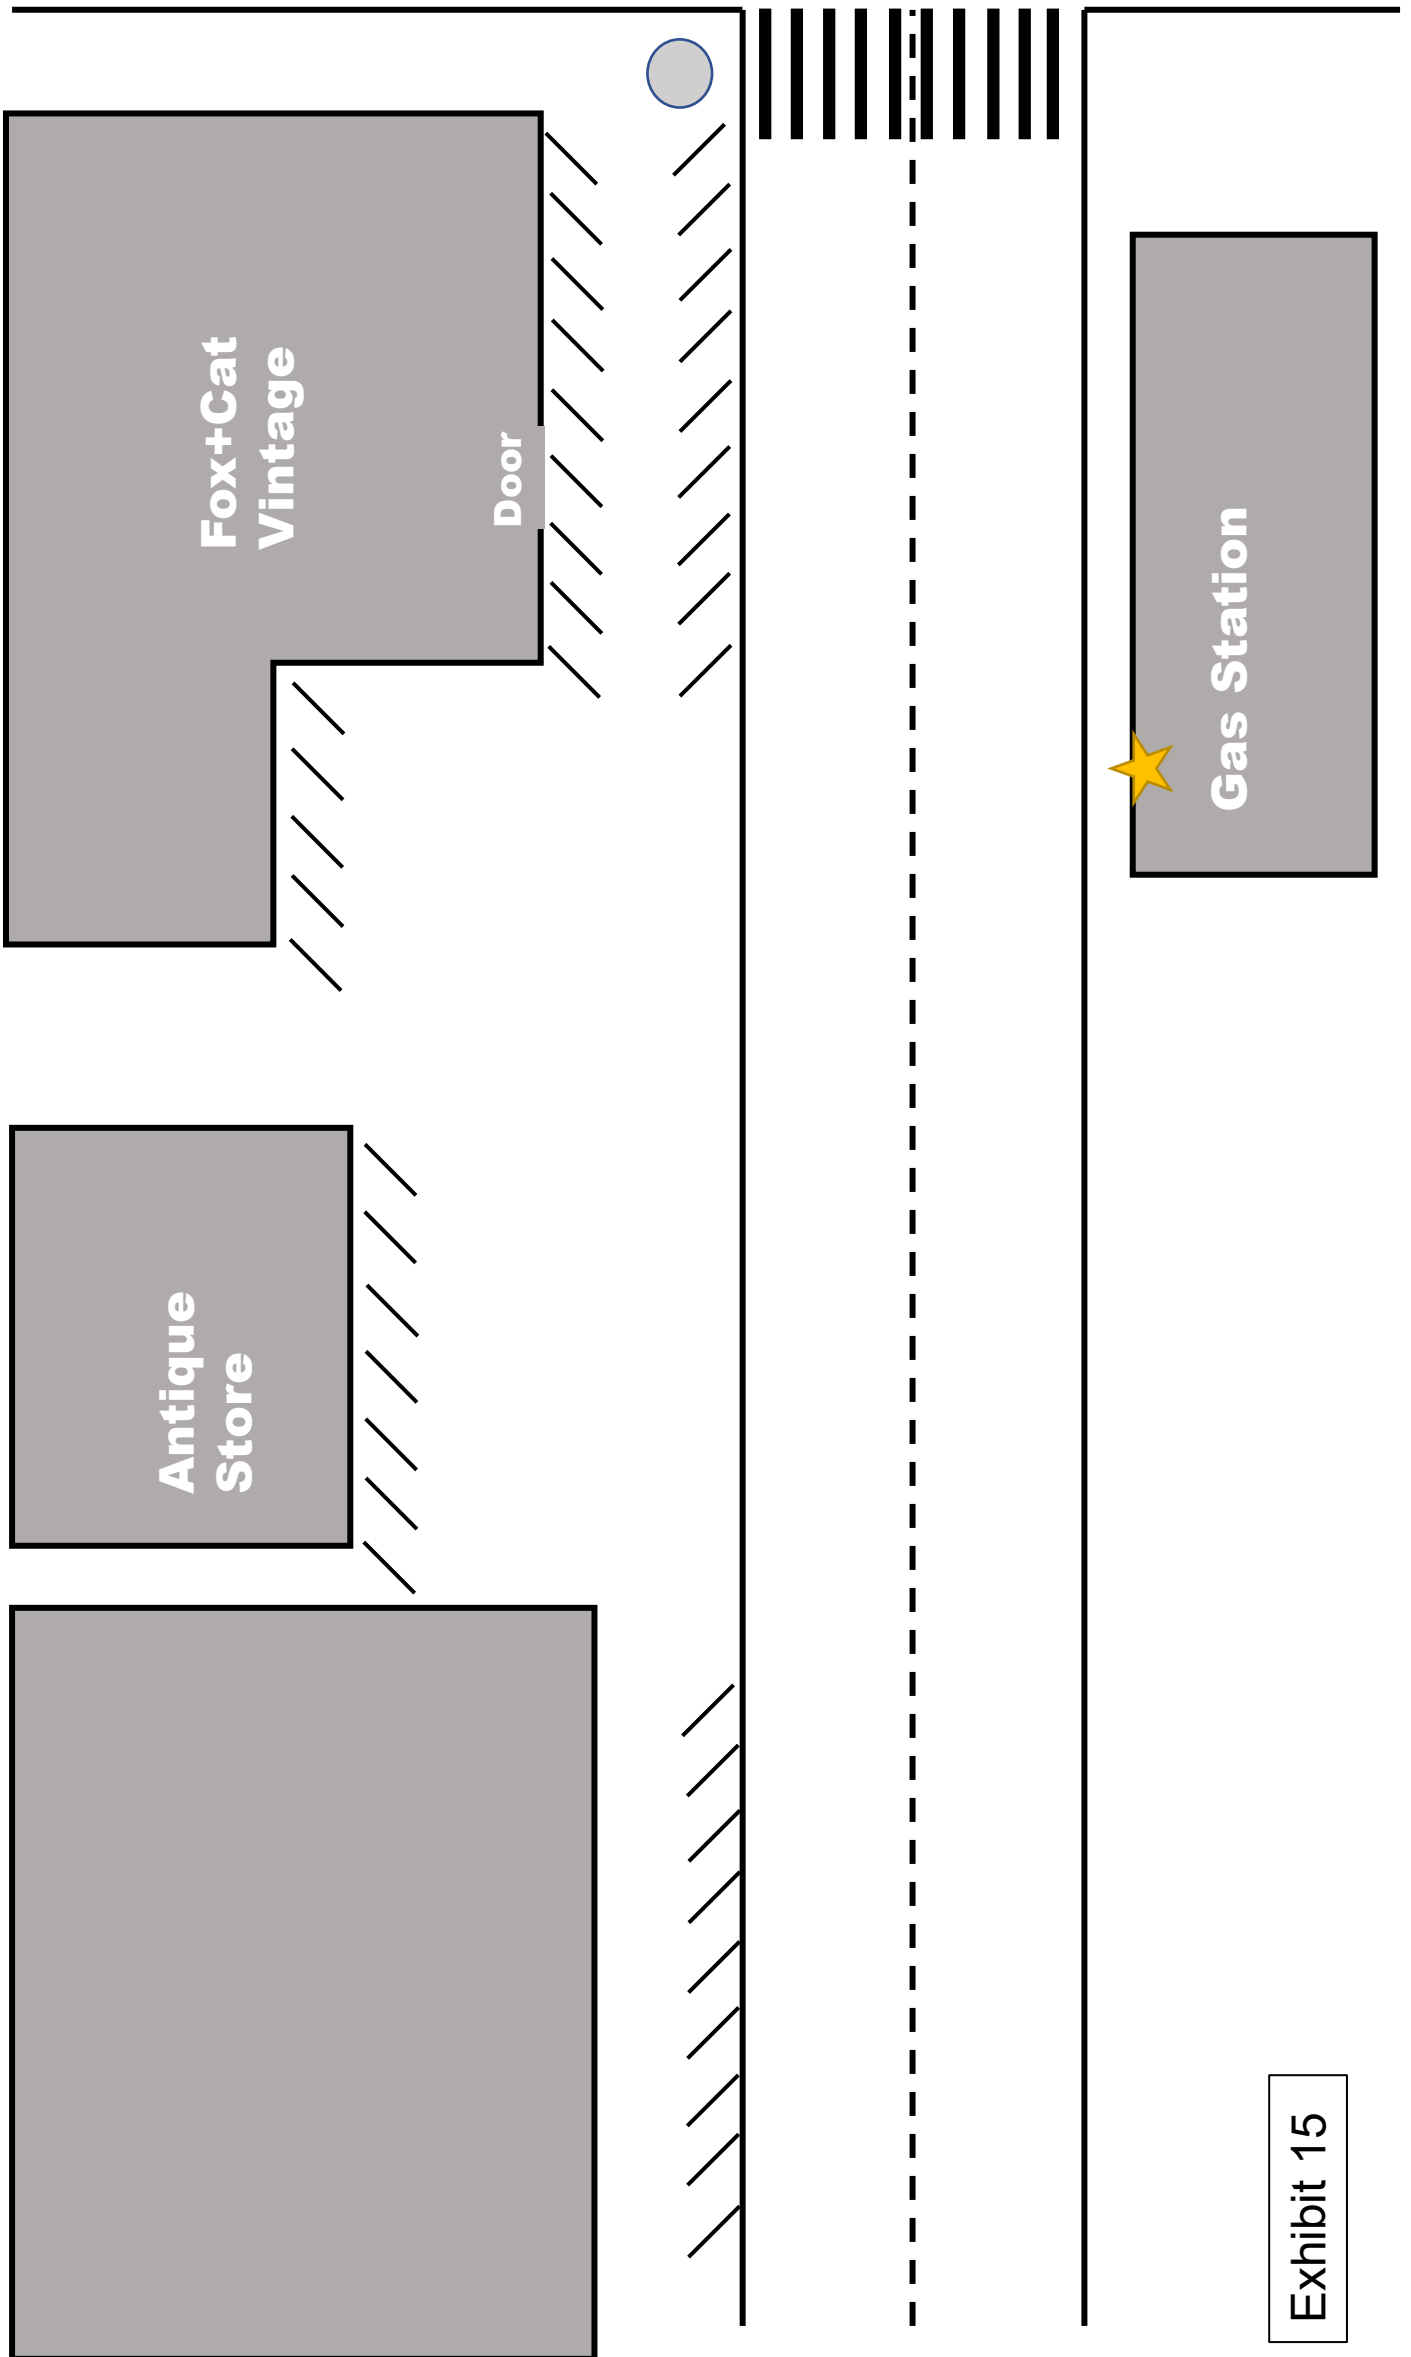 Fox+Cat
Vintage
Door
Gas Station
Antique
Store
Exhibit 15